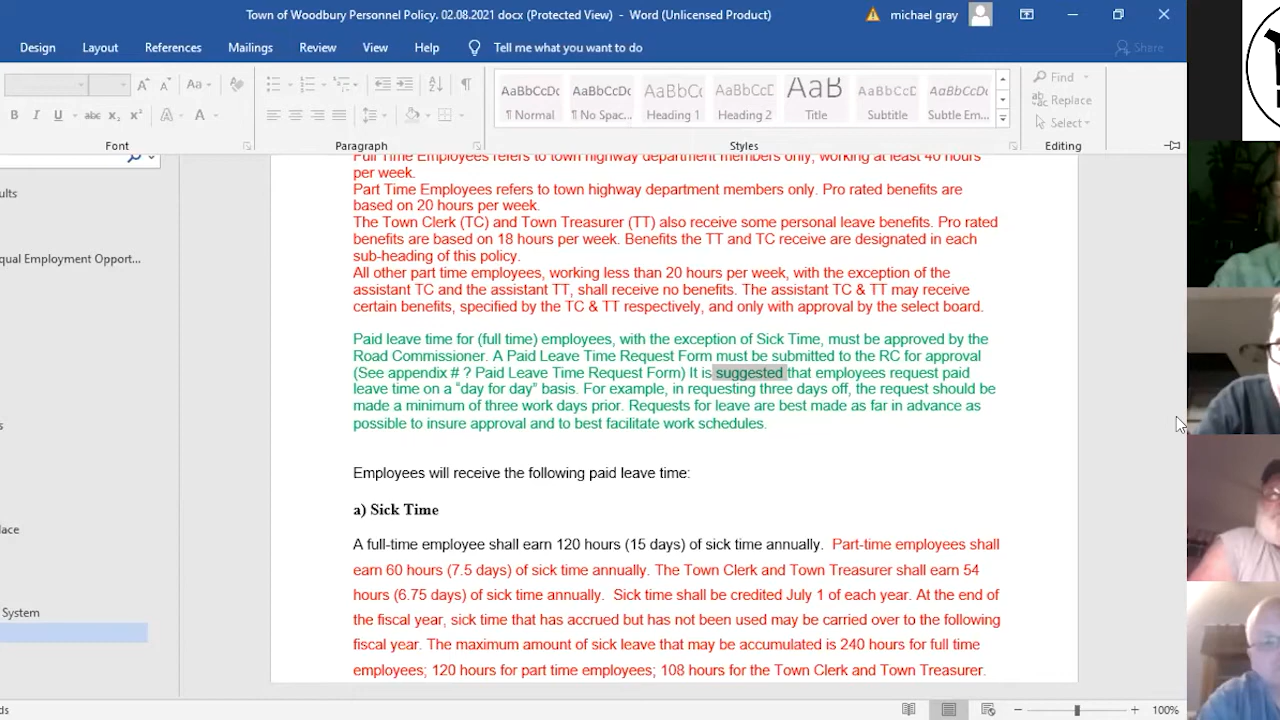 Town of Woodbury Personnel Policy. 02.08.2021 docx (Protected View) - Word (Unlicensed Product)
michael gray
Design Layout References Mailings Review View Help Tell me what you want to do
Share
Aa
AaBbCcDc AaBbCcDc AaBbCc AaBbCcD AaB AaBbCcD AaBbCcDc
¶ Normal ¶ No Spac... Heading 1 Heading 2 Title Subtitle Subtle Em...
Find
Replace
Select
B I U abc x₂ x² A A
Font Paragraph Styles Editing
ults
qual Employment Opport...
s
lace
System
Full Time Employees refers to town highway department members only, working at least 40 hours
per week.
Part Time Employees refers to town highway department members only. Pro rated benefits are
based on 20 hours per week.
The Town Clerk (TC) and Town Treasurer (TT) also receive some personal leave benefits. Pro rated
benefits are based on 18 hours per week. Benefits the TT and TC receive are designated in each
sub-heading of this policy.
All other part time employees, working less than 20 hours per week, with the exception of the
assistant TC and the assistant TT, shall receive no benefits. The assistant TC & TT may receive
certain benefits, specified by the TC & TT respectively, and only with approval by the select board.
Paid leave time for (full time) employees, with the exception of Sick Time, must be approved by the
Road Commissioner. A Paid Leave Time Request Form must be submitted to the RC for approval
(See appendix # ? Paid Leave Time Request Form) It is suggested that employees request paid
leave time on a “day for day” basis. For example, in requesting three days off, the request should be
made a minimum of three work days prior. Requests for leave are best made as far in advance as
possible to insure approval and to best facilitate work schedules.
Employees will receive the following paid leave time:
a) Sick Time
A full-time employee shall earn 120 hours (15 days) of sick time annually. Part-time employees shall
earn 60 hours (7.5 days) of sick time annually. The Town Clerk and Town Treasurer shall earn 54
hours (6.75 days) of sick time annually. Sick time shall be credited July 1 of each year. At the end of
the fiscal year, sick time that has accrued but has not been used may be carried over to the following
fiscal year. The maximum amount of sick leave that may be accumulated is 240 hours for full time
employees; 120 hours for part time employees; 108 hours for the Town Clerk and Town Treasurer.
ds
100%